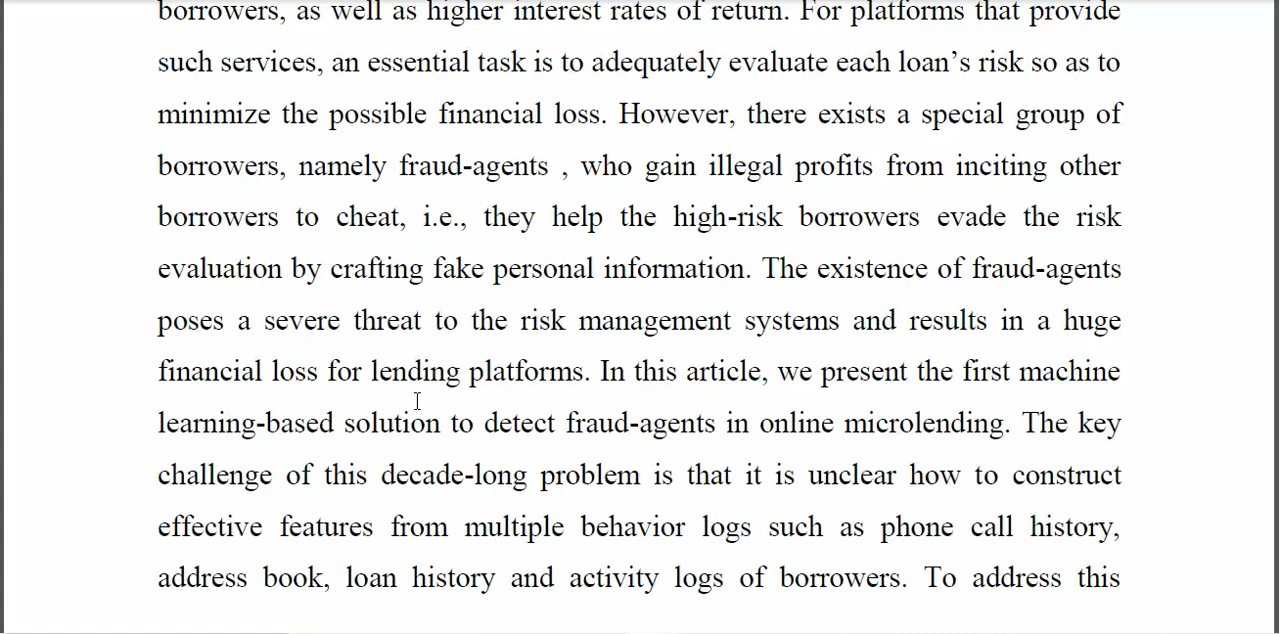 borrowers, as well as higher interest rates of return. For platforms that provide
such services, an essential task is to adequately evaluate each loan’s risk so as to
minimize the possible financial loss. However, there exists a special group of
borrowers, namely fraud-agents , who gain illegal profits from inciting other
borrowers to cheat, i.e., they help the high-risk borrowers evade the risk
evaluation by crafting fake personal information. The existence of fraud-agents
poses a severe threat to the risk management systems and results in a huge
financial loss for lending platforms. In this article, we present the first machine
learning-based solution to detect fraud-agents in online microlending. The key
challenge of this decade-long problem is that it is unclear how to construct
effective features from multiple behavior logs such as phone call history,
address book, loan history and activity logs of borrowers. To address this